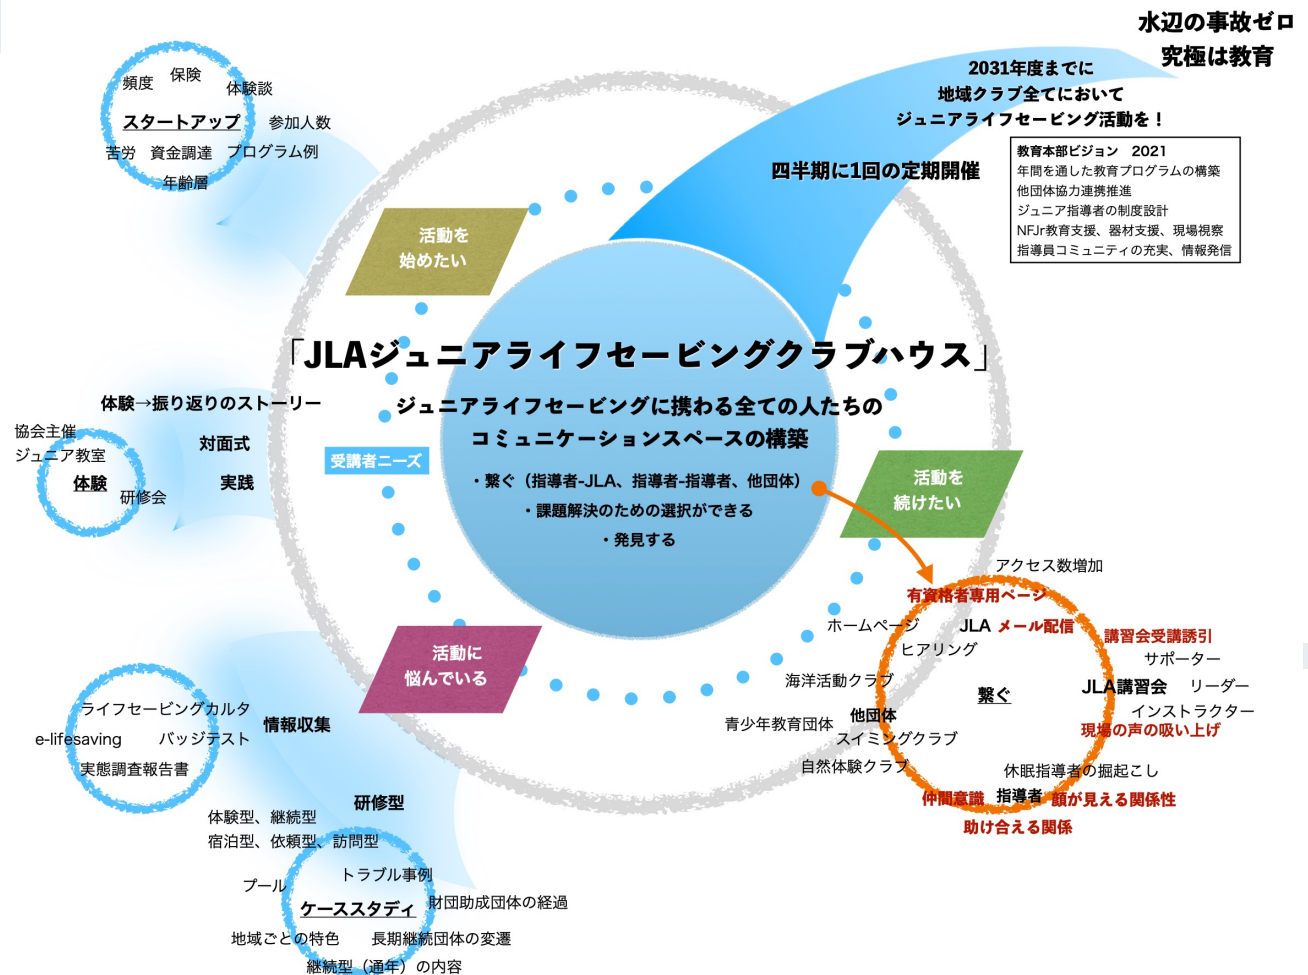 水辺の事故ゼロ
究極は教育
2031年度までに
地域クラブ全てにおいて
ジュニアライフセービング活動を！
四半期に1回の定期開催
教育本部ビジョン　2021
年間を通した教育プログラムの構築
他団体協力連携推進
ジュニア指導者の制度設計
NFJr教育支援、器材支援、現場視察
指導員コミュニティの充実、情報発信
頻度
保険
体験談
スタートアップ
参加人数
苦労
資金調達
プログラム例
年齢層
活動を
始めたい
「JLAジュニアライフセービングクラブハウス」
ジュニアライフセービングに携わる全ての人たちの
コミュニケーションスペースの構築
・繋ぐ（指導者-JLA、指導者-指導者、他団体）
・課題解決のための選択ができる
・発見する
体験→振り返りのストーリー
対面式
実践
協会主催
ジュニア教室
体験
研修会
受講者ニーズ
活動を
続けたい
活動に
悩んでいる
アクセス数増加
有資格者専用ページ
ホームページ
JLA
メール配信
ヒアリング
講習会受講誘引
サポーター
海洋活動クラブ
繋ぐ
JLA講習会
リーダー
インストラクター
青少年教育団体
他団体
現場の声の吸い上げ
スイミングクラブ
自然体験クラブ
休眠指導者の掘起こし
仲間意識
指導者
顔が見える関係性
助け合える関係
ライフセービングカルタ
情報収集
e-lifesaving
バッジテスト
実態調査報告書
研修型
体験型、継続型
宿泊型、依頼型、訪問型
トラブル事例
プール
ケーススタディ
財団助成団体の経過
地域ごとの特色
長期継続団体の変遷
継続型（通年）の内容